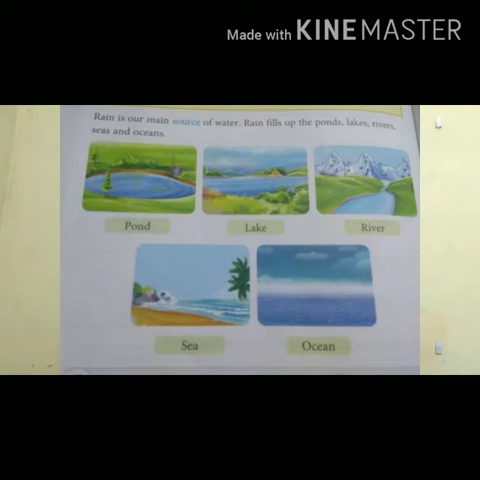 Made with KINEMASTER
Rain is our main source of water. Rain fills up the ponds, lakes, rivers,
seas and oceans.
Pond
Lake
River
Sea
Ocean